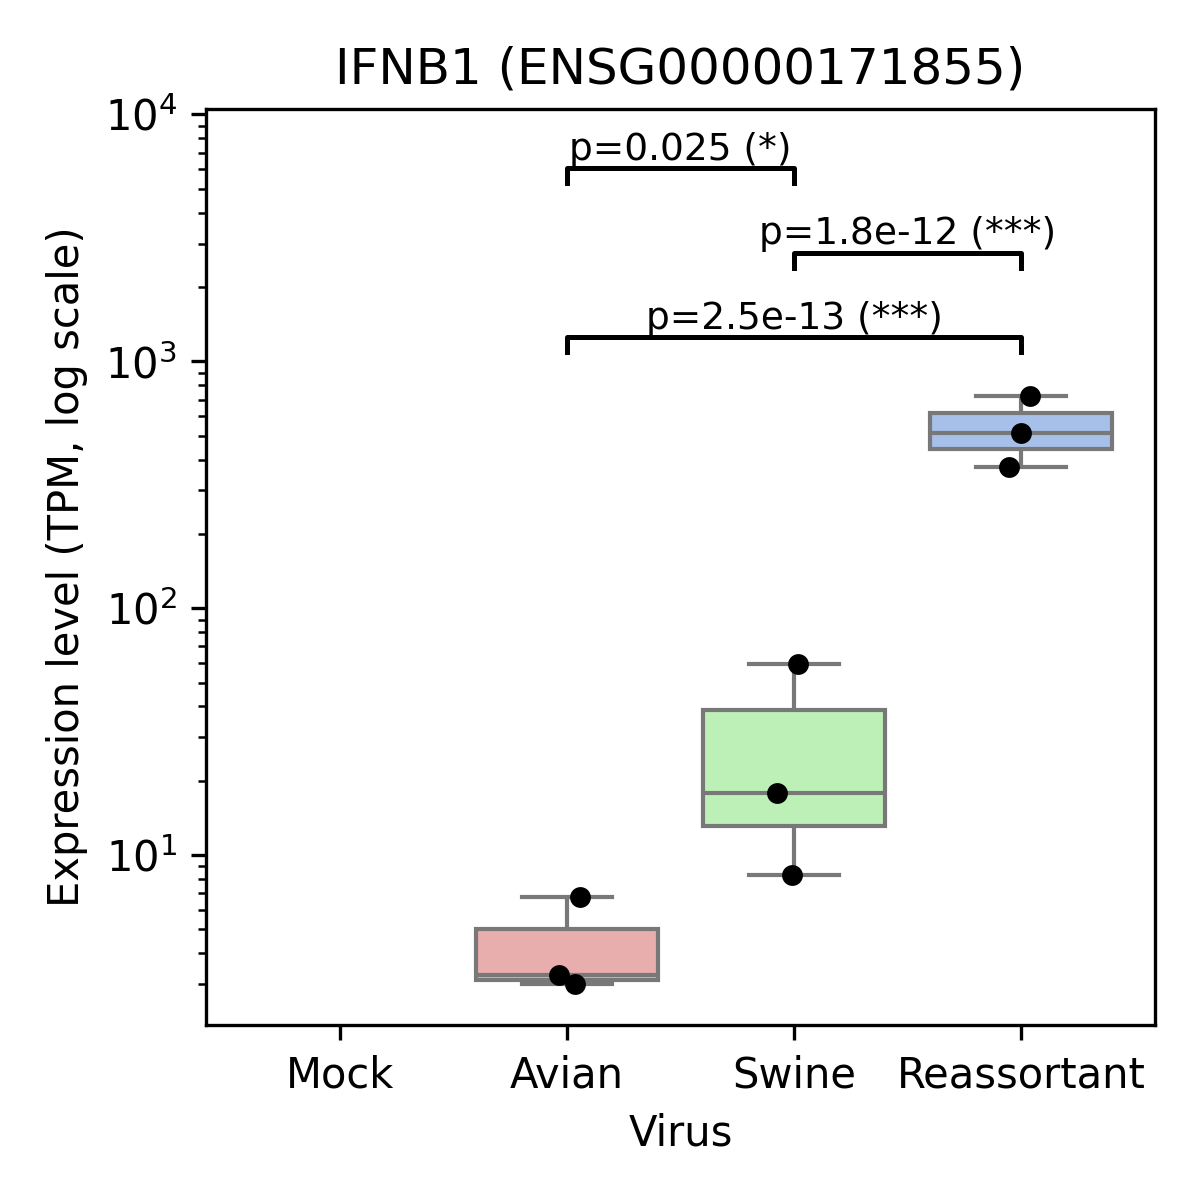 IFNB1 (ENSG00000171855)
10⁴
p=0.025 (*)
p=1.8e-12 (***)
p=2.5e-13 (***)
10³
10²
10¹
Expression level (TPM, log scale)
Mock Avian Swine Reassortant
Virus